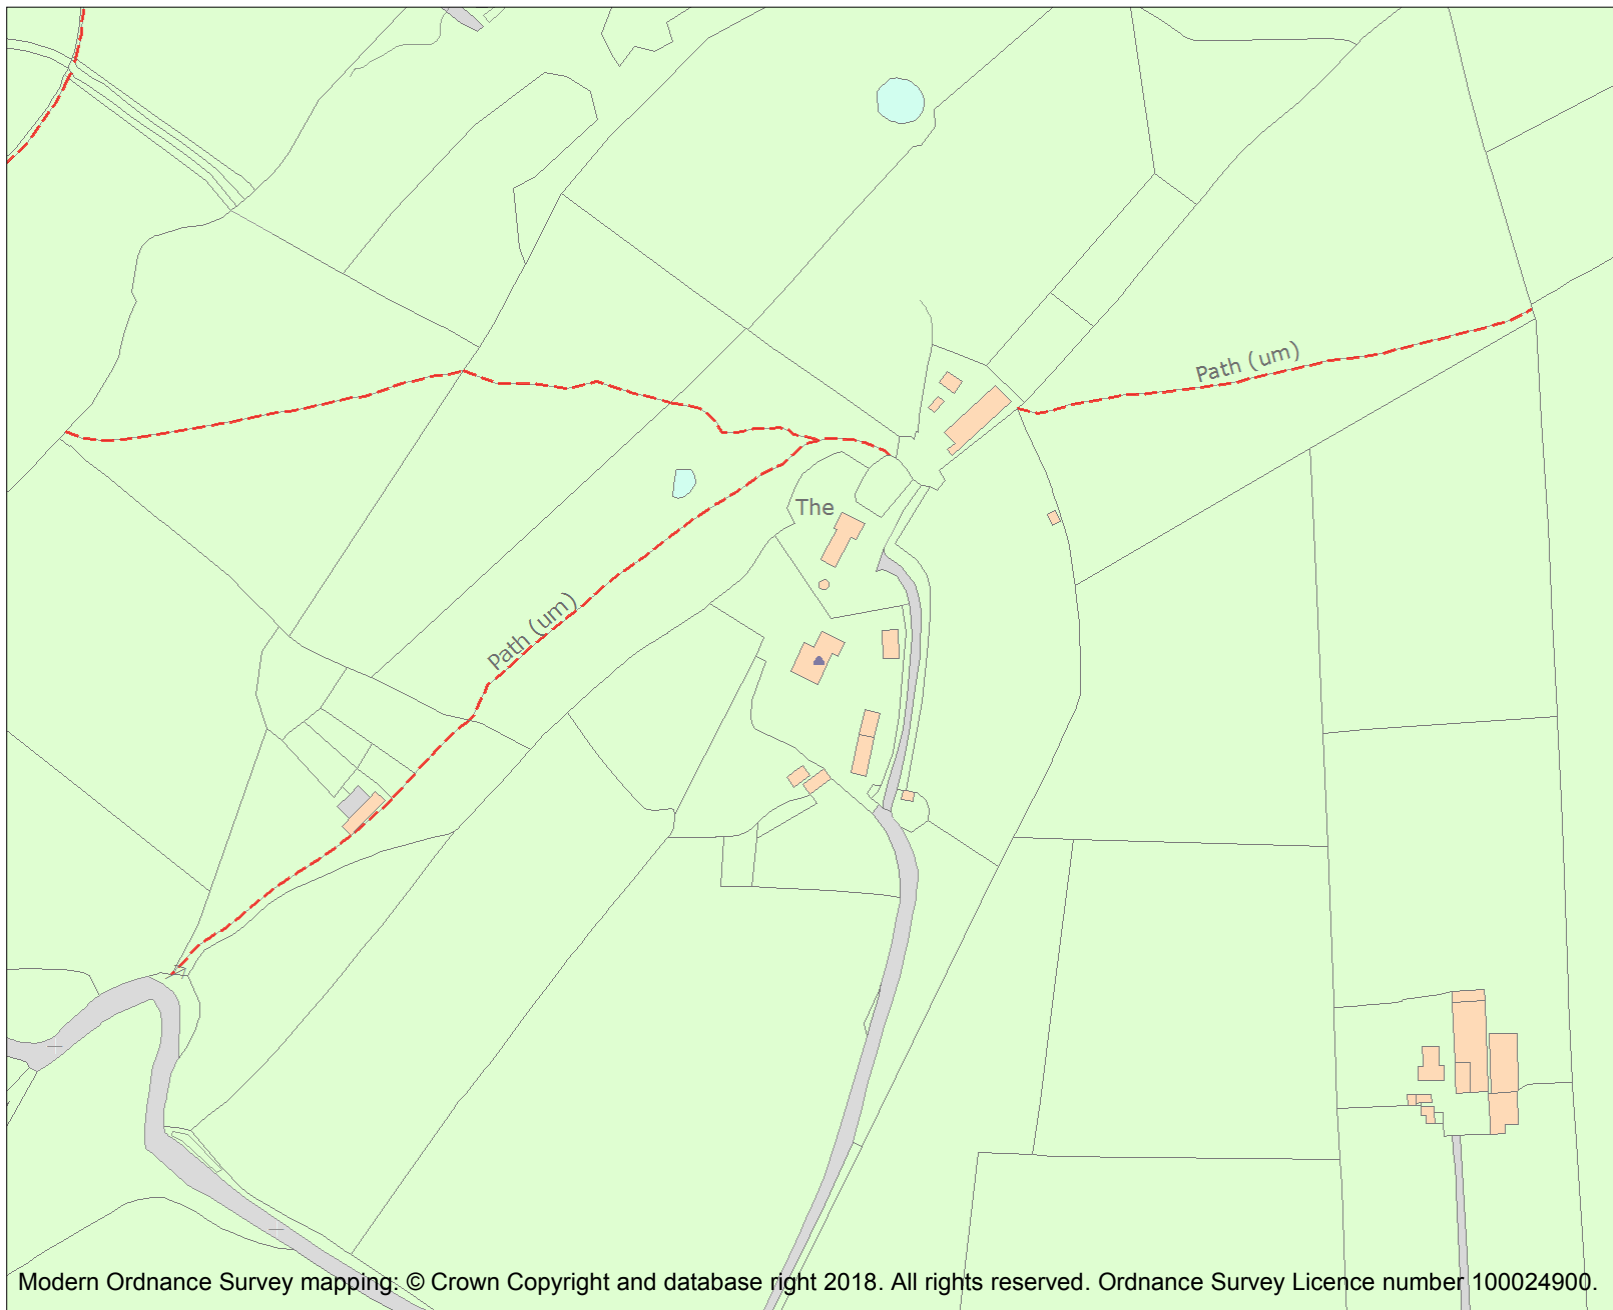 Path (um)
The
Path (um)
Modern Ordnance Survey mapping: © Crown Copyright and database right 2018. All rights reserved. Ordnance Survey Licence number 100024900.